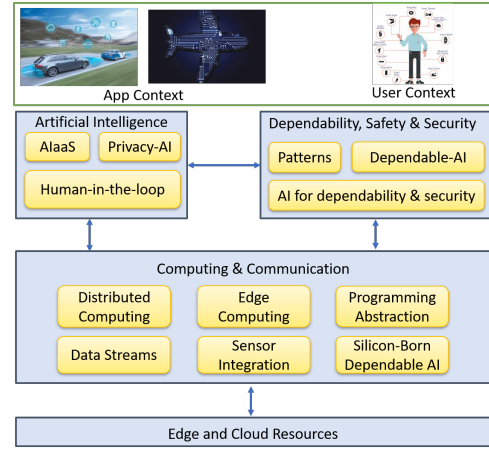 App Context
User Context
Artificial Intelligence
AIaaS
Privacy-AI
Human-in-the-loop
Dependability, Safety & Security
Patterns
Dependable-AI
AI for dependability & security
Computing & Communication
Distributed
Computing
Edge
Computing
Programming
Abstraction
Data Streams
Sensor
Integration
Silicon-Born
Dependable AI
Edge and Cloud Resources